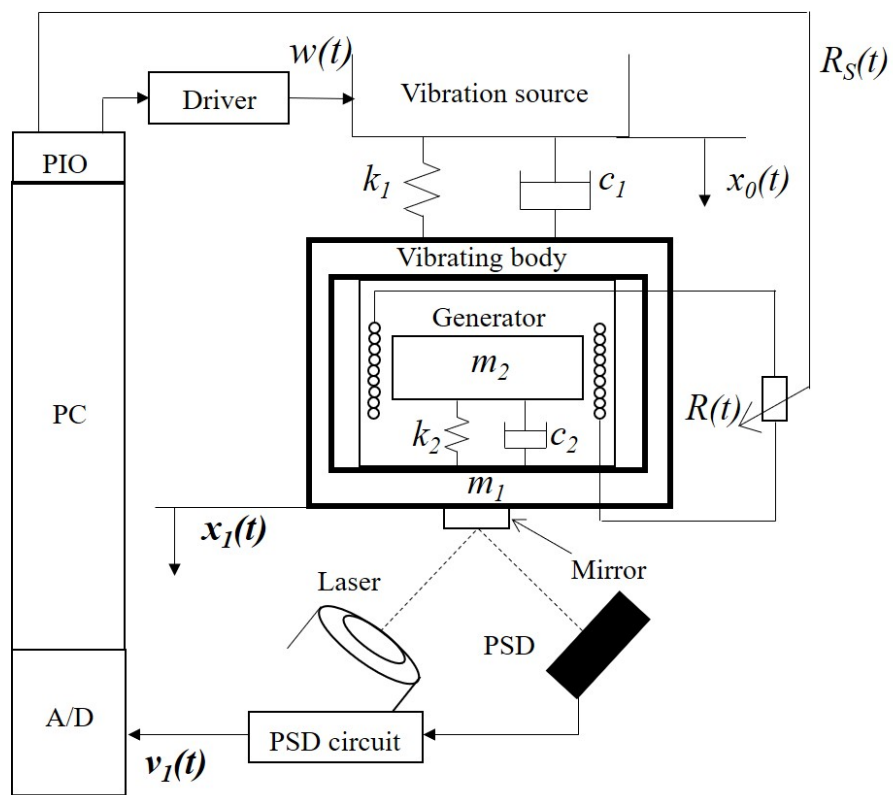 w(t)
R_S(t)
Driver
Vibration source
PIO
k_1
c_1
x_0(t)
Vibrating body
Generator
m_2
PC
R(t)
k_2
c_2
m_1
x_1(t)
Mirror
Laser
PSD
A/D
PSD circuit
v_1(t)